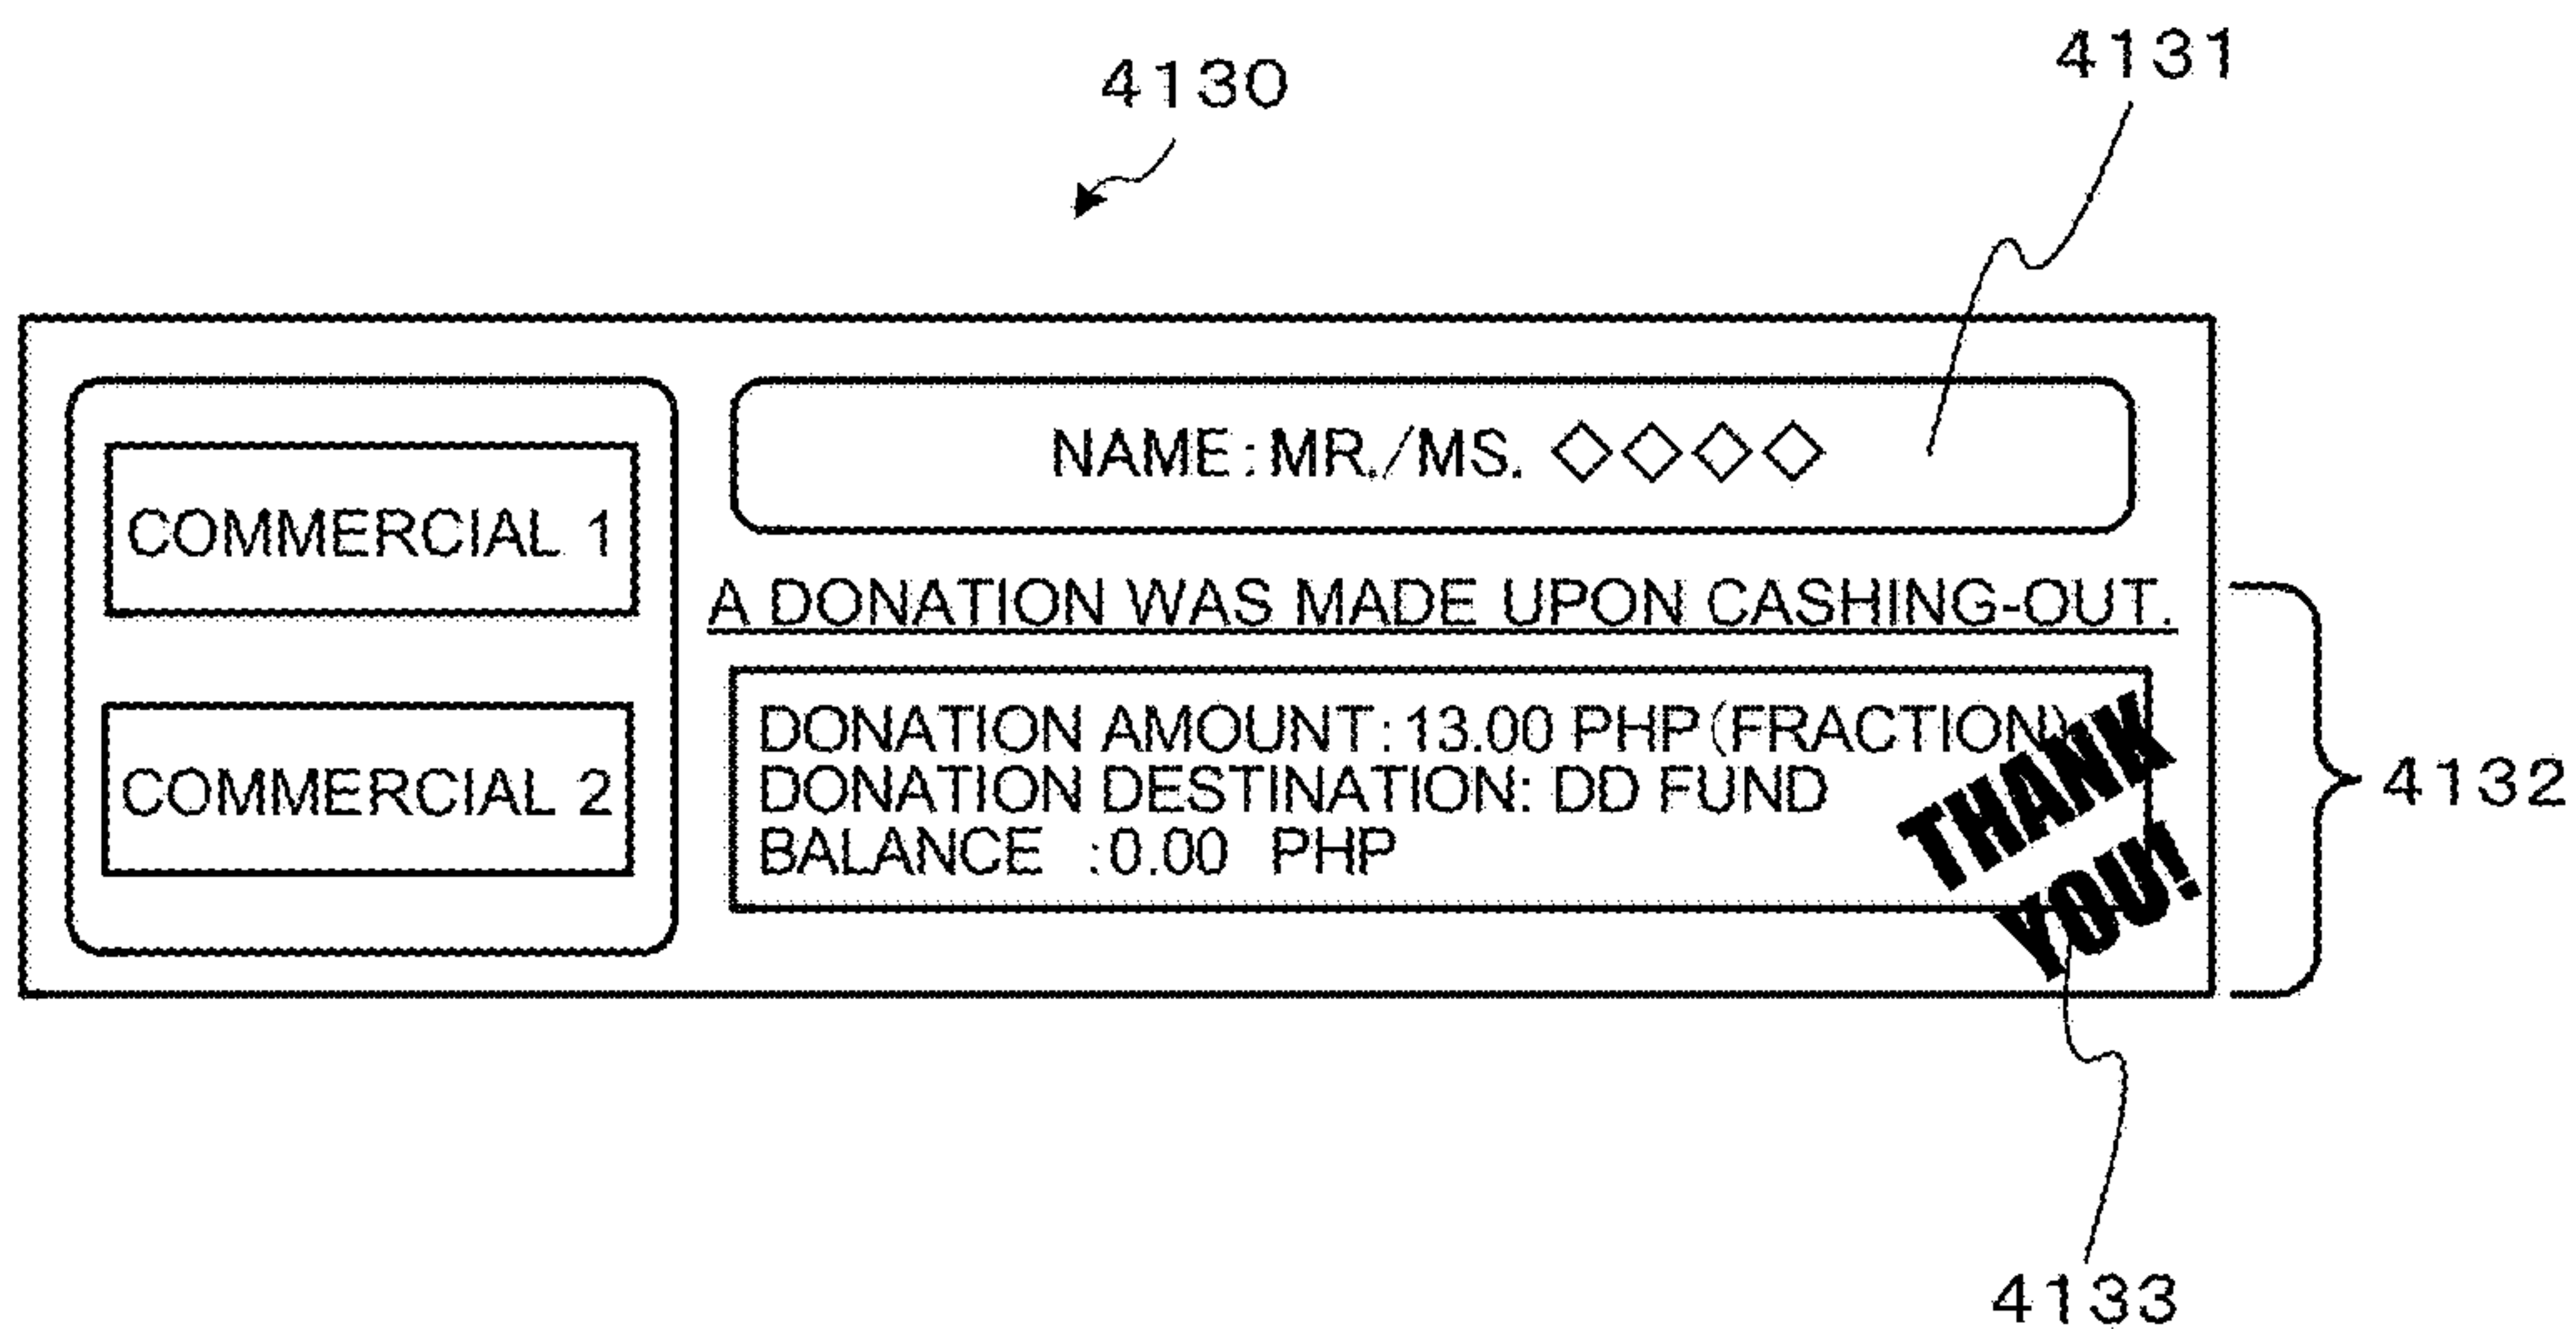 4130
4131
COMMERCIAL 1
COMMERCIAL 2
NAME:MR./MS. ◇◇◇◇
A DONATION WAS MADE UPON CASHING-OUT.
DONATION AMOUNT:13.00 PHP(FRACTION)
DONATION DESTINATION: DD FUND
BALANCE :0.00 PHP
THANK
YOU!
4132
4133